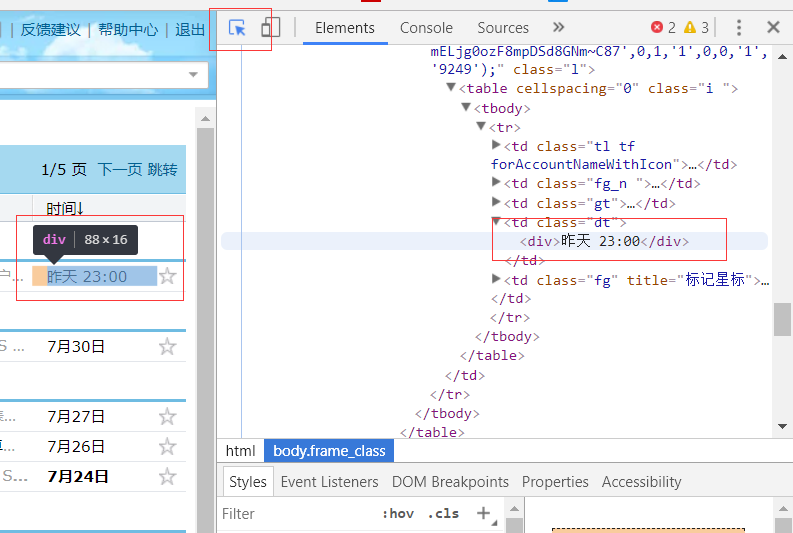 | 反馈建议 | 帮助中心 | 退出
1/5 页 下一页 跳转
时间↓
div 88×16
户... 昨天 23:00
S ... 7月30日
... 7月27日
... 7月26日
S ... 7月24日
Elements Console Sources » 2 3
mELjg0ozF8mpDSd8GNm~C87',0,1,'1',0,0,'1',
'9249');" class="l">
<table cellspacing="0" class="i ">
<tbody>
<tr>
<td class="tl tf
forAccountNameWithIcon">…</td>
<td class="fg_n ">…</td>
<td class="gt">…</td>
<td class="dt">
<div>昨天 23:00</div>
</td>
<td class="fg" title="标记星标">…
</td>
</tr>
</tbody>
</table>
</td>
</tr>
</tbody>
</table>
html body.frame_class
Styles Event Listeners DOM Breakpoints Properties Accessibility
Filter :hov .cls +